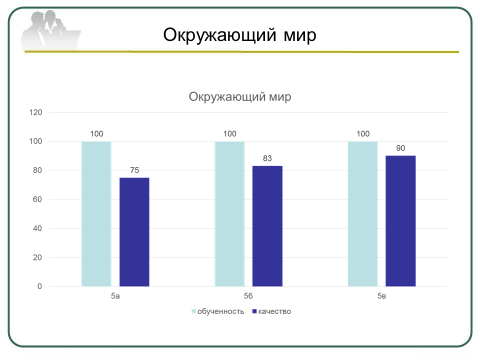 Окружающий мир
Окружающий мир
120
100
80
60
40
20
0
100
75
100
83
100
90
5а
5б
5в
обученность
качество